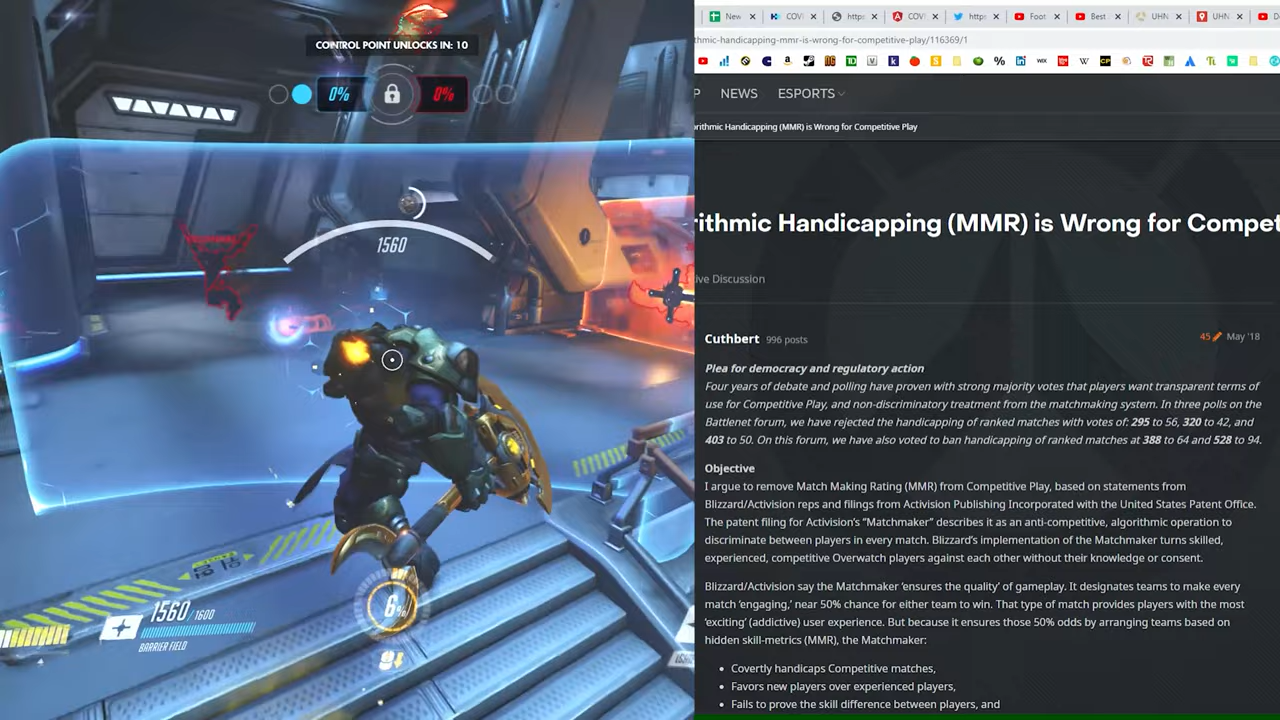 CONTROL POINT UNLOCKS IN: 10
0%
0%
1560
6%
1560/1600
BARRIER FIELD
New
COVI
https
COVI
https
Foot
Best
UHN
UHN
rithmic-handicapping-mmr-is-wrong-for-competitive-play/116369/1
P NEWS ESPORTS
orithmic Handicapping (MMR) is Wrong for Competitive Play
rithmic Handicapping (MMR) is Wrong for Compet
ive Discussion
Cuthbert 996 posts 45 May '18
Plea for democracy and regulatory action
Four years of debate and polling have proven with strong majority votes that players want transparent terms of
use for Competitive Play, and non-discriminatory treatment from the matchmaking system. In three polls on the
Battlenet forum, we have rejected the handicapping of ranked matches with votes of: 295 to 56, 320 to 42, and
403 to 50. On this forum, we have also voted to ban handicapping of ranked matches at 388 to 64 and 528 to 94.
Objective
I argue to remove Match Making Rating (MMR) from Competitive Play, based on statements from
Blizzard/Activision reps and filings from Activision Publishing Incorporated with the United States Patent Office.
The patent filing for Activision's "Matchmaker" describes it as an anti-competitive, algorithmic operation to
discriminate between players in every match. Blizzard's implementation of the Matchmaker turns skilled,
experienced, competitive Overwatch players against each other without their knowledge or consent.
Blizzard/Activision say the Matchmaker 'ensures the quality' of gameplay. It designates teams to make every
match 'engaging,' near 50% chance for either team to win. That type of match provides players with the most
'exciting' (addictive) user experience. But because it ensures those 50% odds by arranging teams based on
hidden skill-metrics (MMR), the Matchmaker:
• Covertly handicaps Competitive matches,
• Favors new players over experienced players,
• Fails to prove the skill difference between players, and